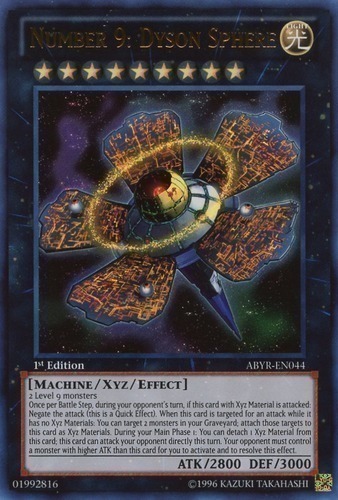 Number 9: Dyson Sphere
LIGHT
光
1st Edition
ABYR-EN044
[Machine/Xyz/Effect]
2 Level 9 monsters
Once per Battle Step, during your opponent's turn, if this card with Xyz Material is attacked:
Negate the attack (this is a Quick Effect). When this card is targeted for an attack while it
has no Xyz Materials: You can target 2 monsters in your Graveyard; attach those targets to
this card as Xyz Materials. During your Main Phase 1: You can detach 1 Xyz Material from
this card; this card can attack your opponent directly this turn. Your opponent must control
a monster with higher ATK than this card for you to activate and to resolve this effect.
ATK/2800 DEF/3000
01992816
©1996 KAZUKI TAKAHASHI